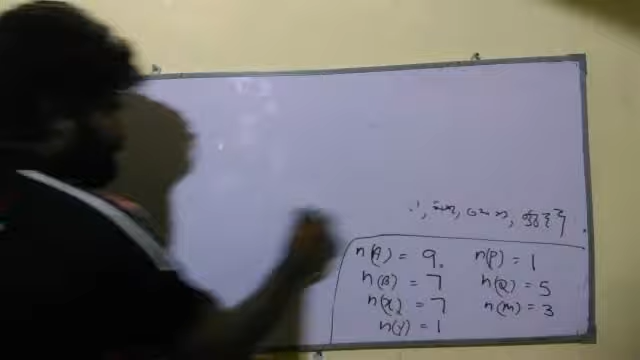 n(A) = 9.
n(B) = 7
n(X) = 7
n(Y) = 1
n(P) = 1
n(Q) = 5
n(M) = 3